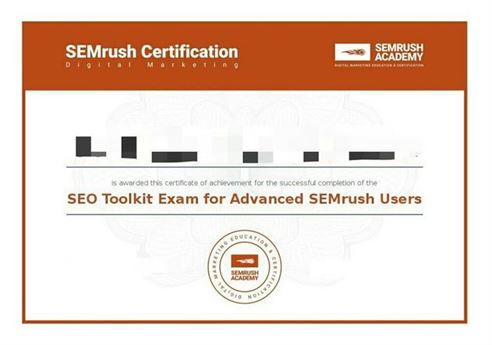 SEMrush Certification
Digital Marketing
SEMRUSH
ACADEMY
DIGITAL MARKETING EDUCATION & CERTIFICATION
is awarded this certificate of achievement for the successful completion of the
SEO Toolkit Exam for Advanced SEMrush Users
DIGITAL MARKETING EDUCATION & CERTIFICATION
SEMRUSH
ACADEMY